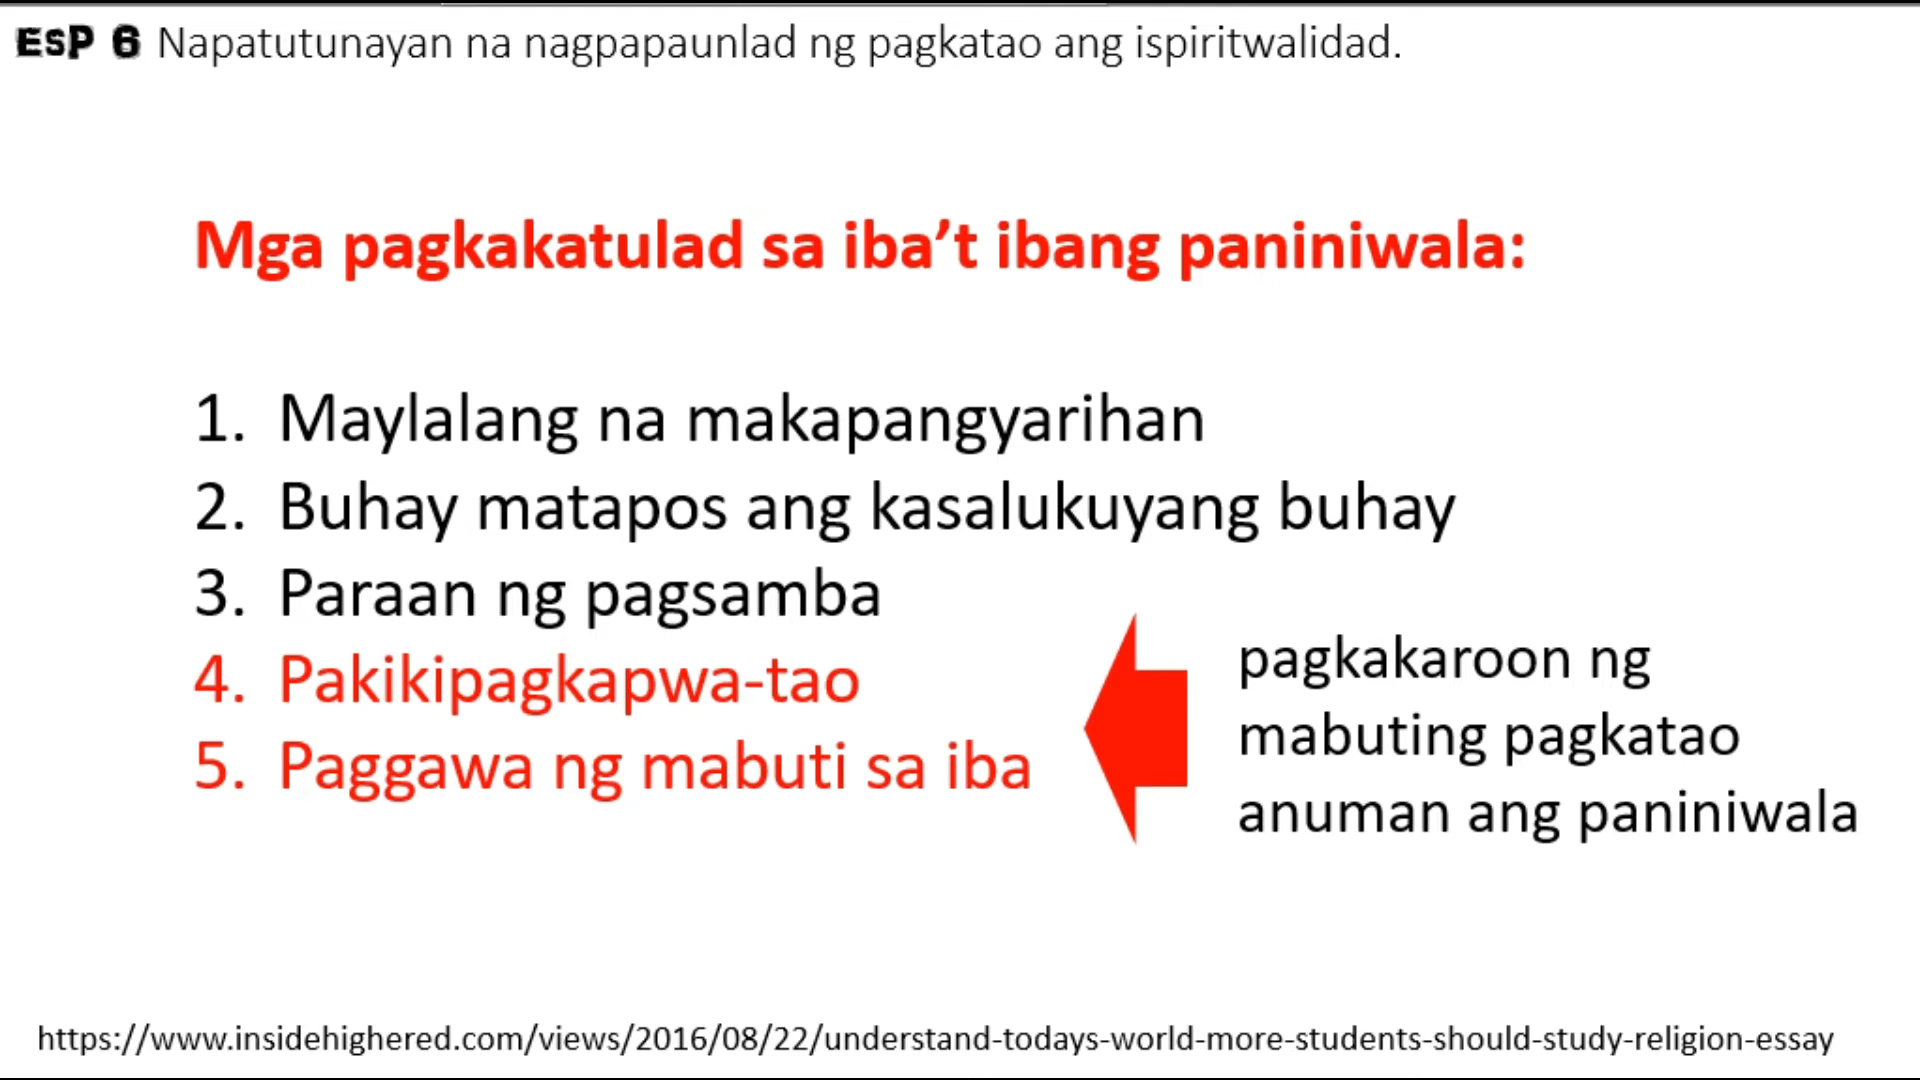 ESP 6 Napatutunayan na nagpapaunlad ng pagkatao ang ispiritwalidad.
Mga pagkakatulad sa iba’t ibang paniniwala:
1. Maylalang na makapangyarihan
2. Buhay matapos ang kasalukuyang buhay
3. Paraan ng pagsamba
4. Pakikipagkapwa-tao
5. Paggawa ng mabuti sa iba
pagkakaroon ng
mabuting pagkatao
anuman ang paniniwala
https://www.insidehighered.com/views/2016/08/22/understand-todays-world-more-students-should-study-religion-essay